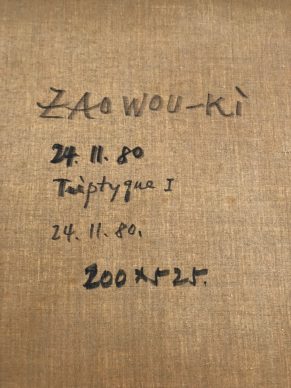 ZAO WOU-Ki
24. 11. 80
Triptyque I
24. 11. 80.
200 x 525.